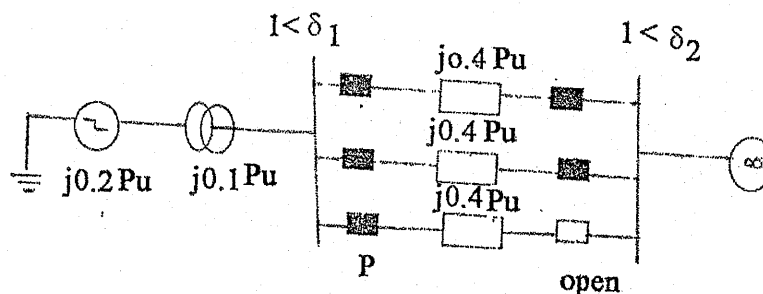 1< δ1
1< δ2
jo.4 Pu
j0.4 Pu
j0.2 Pu
j0.1 Pu
j0.4 Pu
P
open
∞